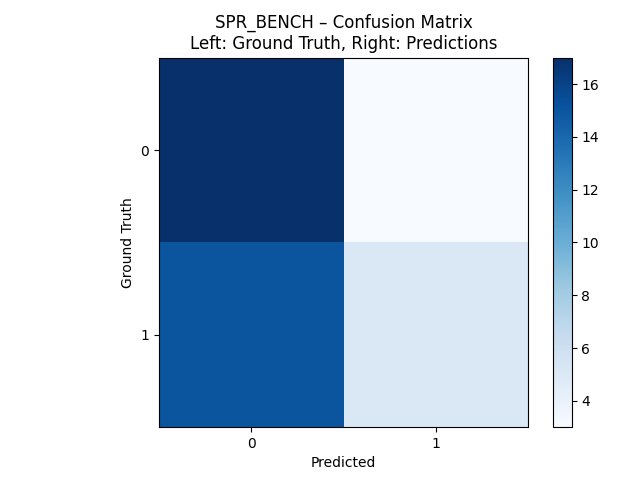 SPR_BENCH – Confusion Matrix
Left: Ground Truth, Right: Predictions
Ground Truth
0
1
0
1
Predicted
16
14
12
10
8
6
4